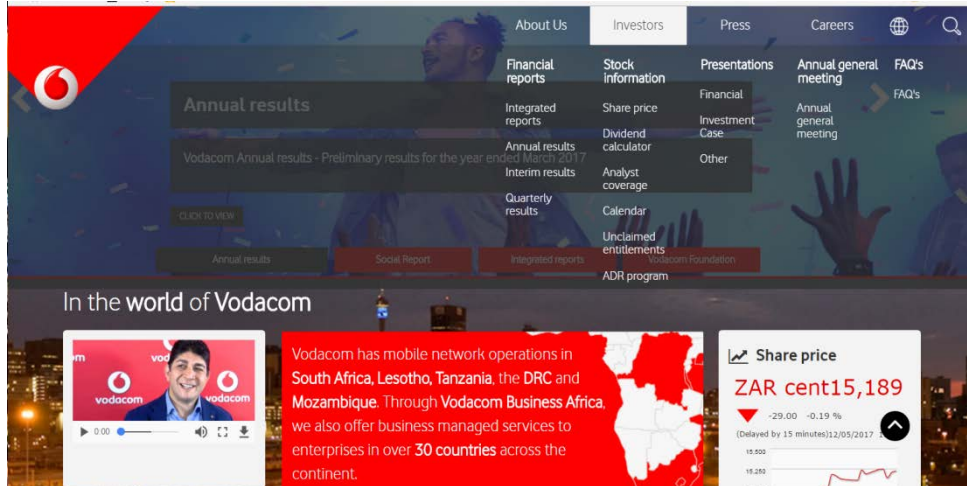 About Us
Investors
Press
Careers
Financial
reports
Integrated
reports
Annual results
Interim results
Quarterly
results
Stock
information
Share price
Dividend
calculator
Analyst
coverage
Calendar
Unclaimed
entitlements
ADR program
Presentations
Financial
Investment
Case
Other
Annual general
meeting
Annual
general
meeting
FAQ's
FAQ's
Annual results
Vodacom Annual results - Preliminary results for the year ended March 2017
CLICK TO VIEW
Annual results
Social Report
Integrated reports
Vodacom Foundation
In the world of Vodacom
vodacom
vodacom
0:00
Vodacom has mobile network operations in
South Africa, Lesotho, Tanzania, the DRC and
Mozambique. Through Vodacom Business Africa,
we also offer business managed services to
enterprises in over 30 countries across the
continent.
Share price
ZAR cent15,189
-29.00 -0.19 %
(Delayed by 15 minutes)12/05/2017
15,500
15,250